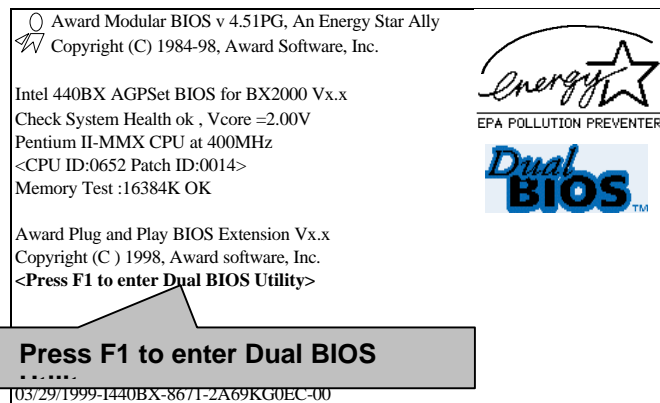 Award Modular BIOS v 4.51PG, An Energy Star Ally
Copyright (C) 1984-98, Award Software, Inc.
energy
EPA POLLUTION PREVENTER
Intel 440BX AGPSet BIOS for BX2000 Vx.x
Check System Health ok , Vcore =2.00V
Pentium II-MMX CPU at 400MHz
<CPU ID:0652 Patch ID:0014>
Memory Test :16384K OK
Dual
BIOS TM
Award Plug and Play BIOS Extension Vx.x
Copyright (C ) 1998, Award software, Inc.
<Press F1 to enter Dual BIOS Utility>
Press F1 to enter Dual BIOS
03/29/1999-I440BX-8671-2A69KG0EC-00